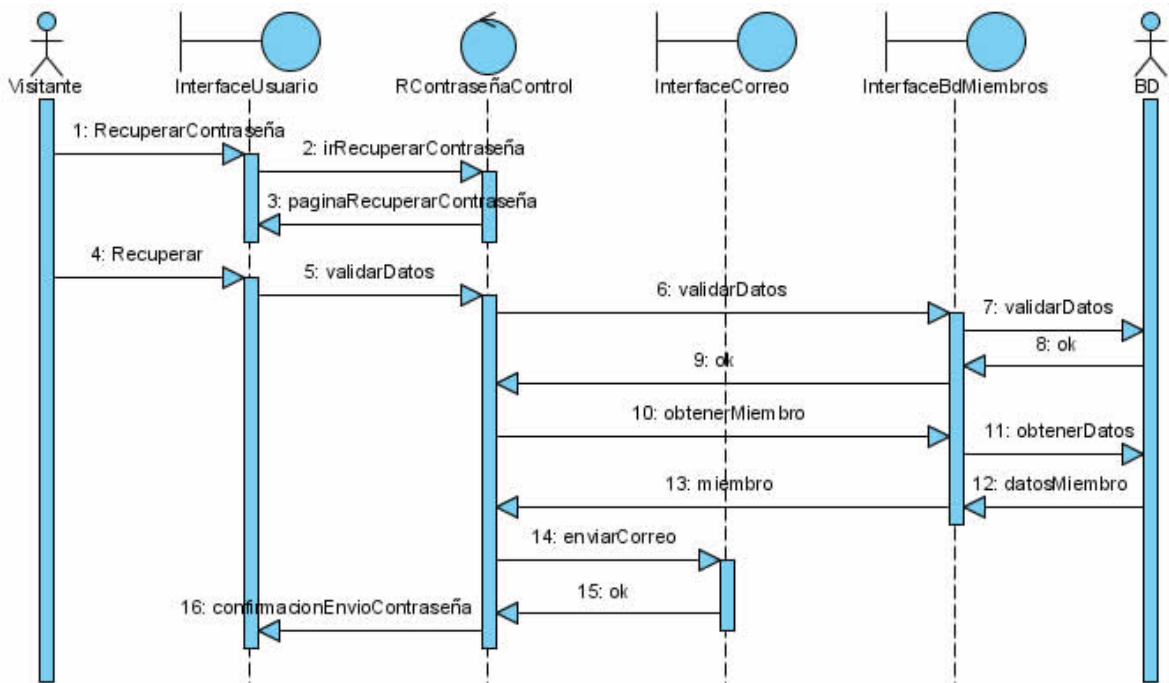 Visitante
InterfaceUsuario
RContraseñaControl
InterfaceCorreo
InterfaceBdMiembros
BD
1: RecuperarContraseña
2: irRecuperarContraseña
3: paginaRecuperarContraseña
4: Recuperar
5: validarDatos
6: validarDatos
7: validarDatos
8: ok
9: ok
10: obtenerMiembro
11: obtenerDatos
12: datosMiembro
13: miembro
14: enviarCorreo
15: ok
16: confirmacionEnvioContraseña